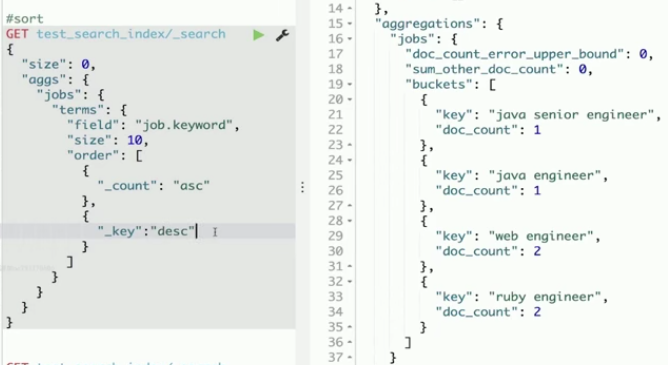 #sort
GET test_search_index/_search
{
"size": 0,
"aggs": {
"jobs": {
"terms": {
"field": "job.keyword",
"size": 10,
"order": [
{
"_count": "asc"
},
{
"_key":"desc"
}
]
}
}
}
}
14 },
15 "aggregations": {
16 "jobs": {
17 "doc_count_error_upper_bound": 0,
18 "sum_other_doc_count": 0,
19 "buckets": [
20 {
21 "key": "java senior engineer",
22 "doc_count": 1
23 },
24 {
25 "key": "java engineer",
26 "doc_count": 1
27 },
28 {
29 "key": "web engineer",
30 "doc_count": 2
31 },
32 {
33 "key": "ruby engineer",
34 "doc_count": 2
35 }
36 ]
37 }